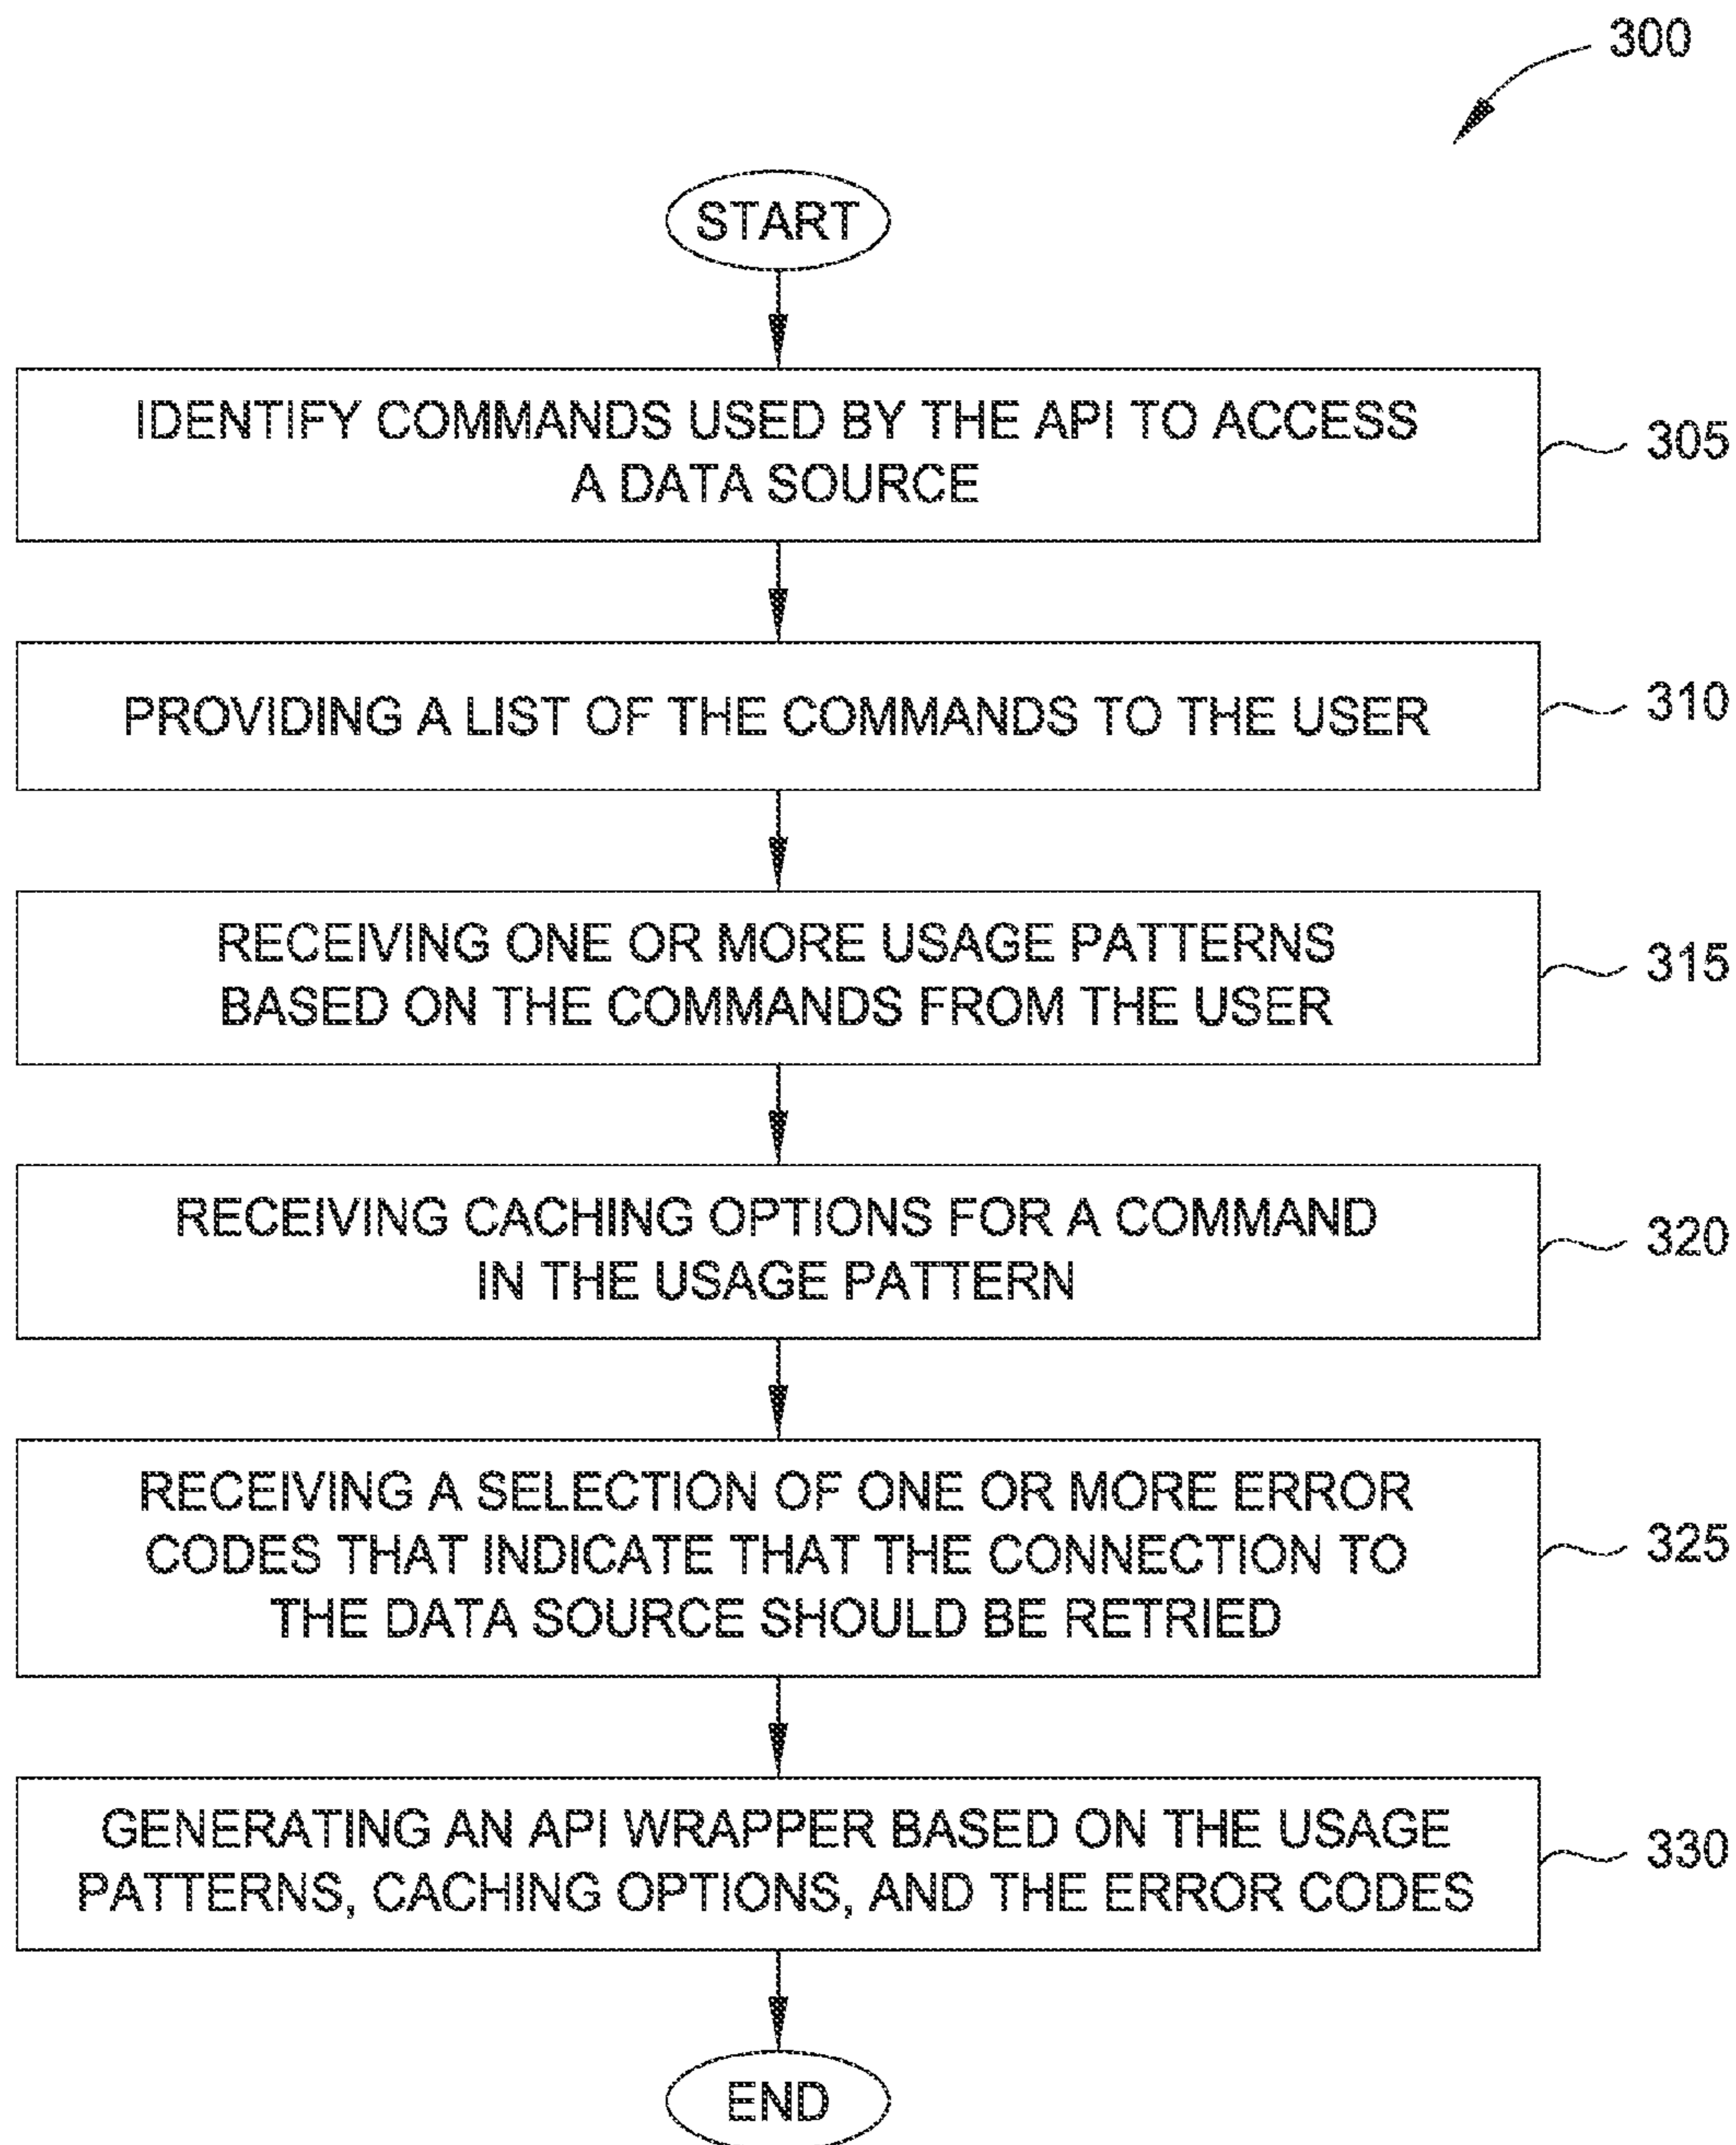 300
START
IDENTIFY COMMANDS USED BY THE API TO ACCESS
A DATA SOURCE
305
PROVIDING A LIST OF THE COMMANDS TO THE USER
310
RECEIVING ONE OR MORE USAGE PATTERNS
BASED ON THE COMMANDS FROM THE USER
315
RECEIVING CACHING OPTIONS FOR A COMMAND
IN THE USAGE PATTERN
320
RECEIVING A SELECTION OF ONE OR MORE ERROR
CODES THAT INDICATE THAT THE CONNECTION TO
THE DATA SOURCE SHOULD BE RETRIED
325
GENERATING AN API WRAPPER BASED ON THE USAGE
PATTERNS, CACHING OPTIONS, AND THE ERROR CODES
330
END